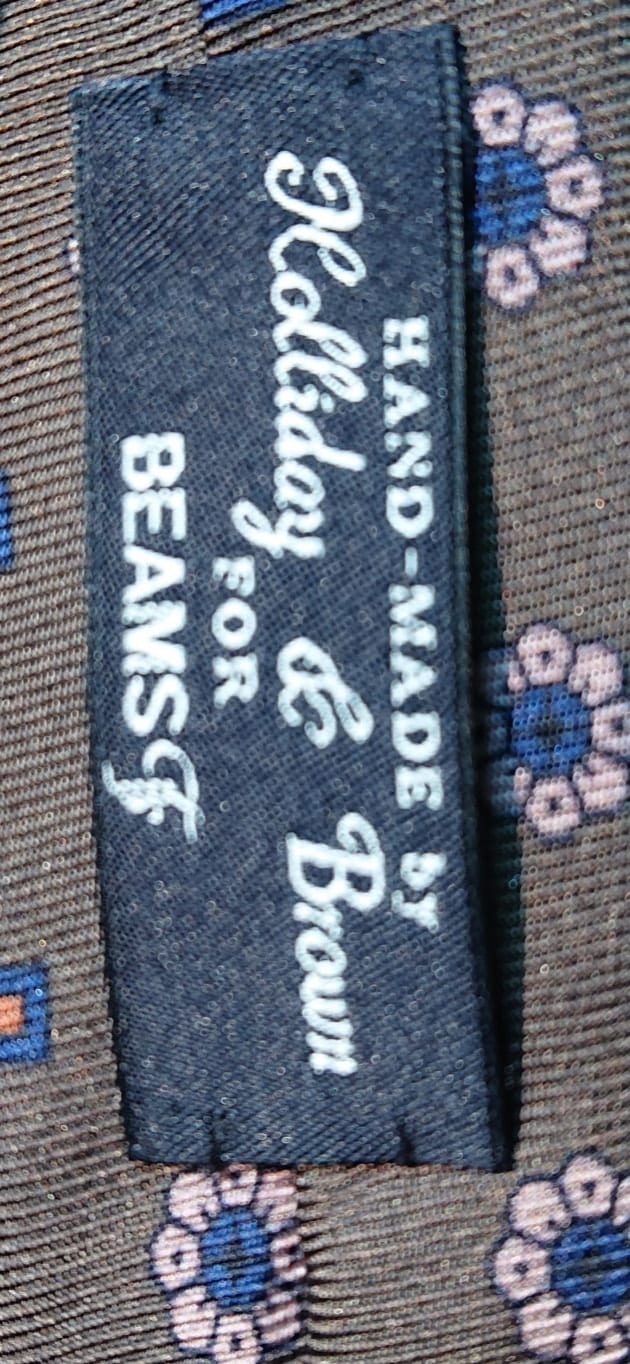 HAND-MADE by
Holliday & Brown
FOR
BEAMS F